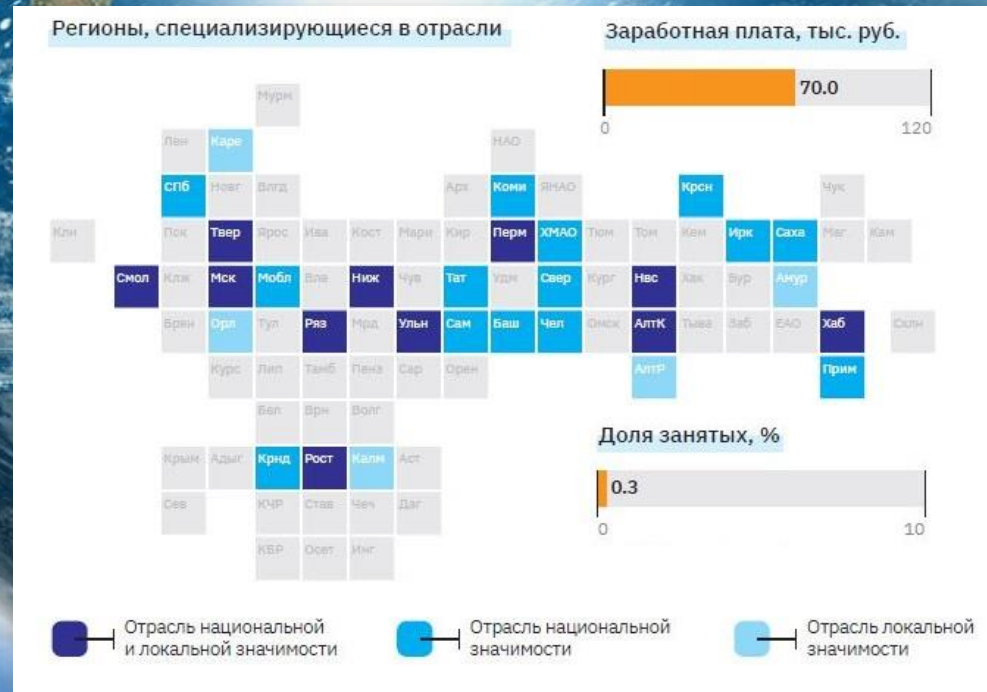 Регионы, специализирующиеся в отрасли
Заработная плата, тыс. руб.
70.0
0 120
Мурм
Лен Каре НАО
СПб Новг Влгд Арх Коми ЯНАО Крсн Чук
Клн Пск Твер Ярос Ива Кост Мари Кир Перм ХМАО Тюм Том Кем Ирк Саха Маг Кам
Смол Клж Мск Мобл Вла Ниж Чув Тат Удм Свер Кург Нвс Хак Бур Амур
Брян Орл Тул Ряз Мрд Ульн Сам Баш Чел Омск АлтК Тыва Заб ЕАО Хаб Схлн
Курс Лип Тамб Пенз Сар Орен АлтР Прим
Бел Врн Волг
Доля занятых, %
Крым Адыг Крнд Рост Калм Аст
0.3
Сев КЧР Став Чеч Даг
0 10
КБР Осет Инг
Отрасль национальной
и локальной значимости
Отрасль национальной
значимости
Отрасль локальной
значимости